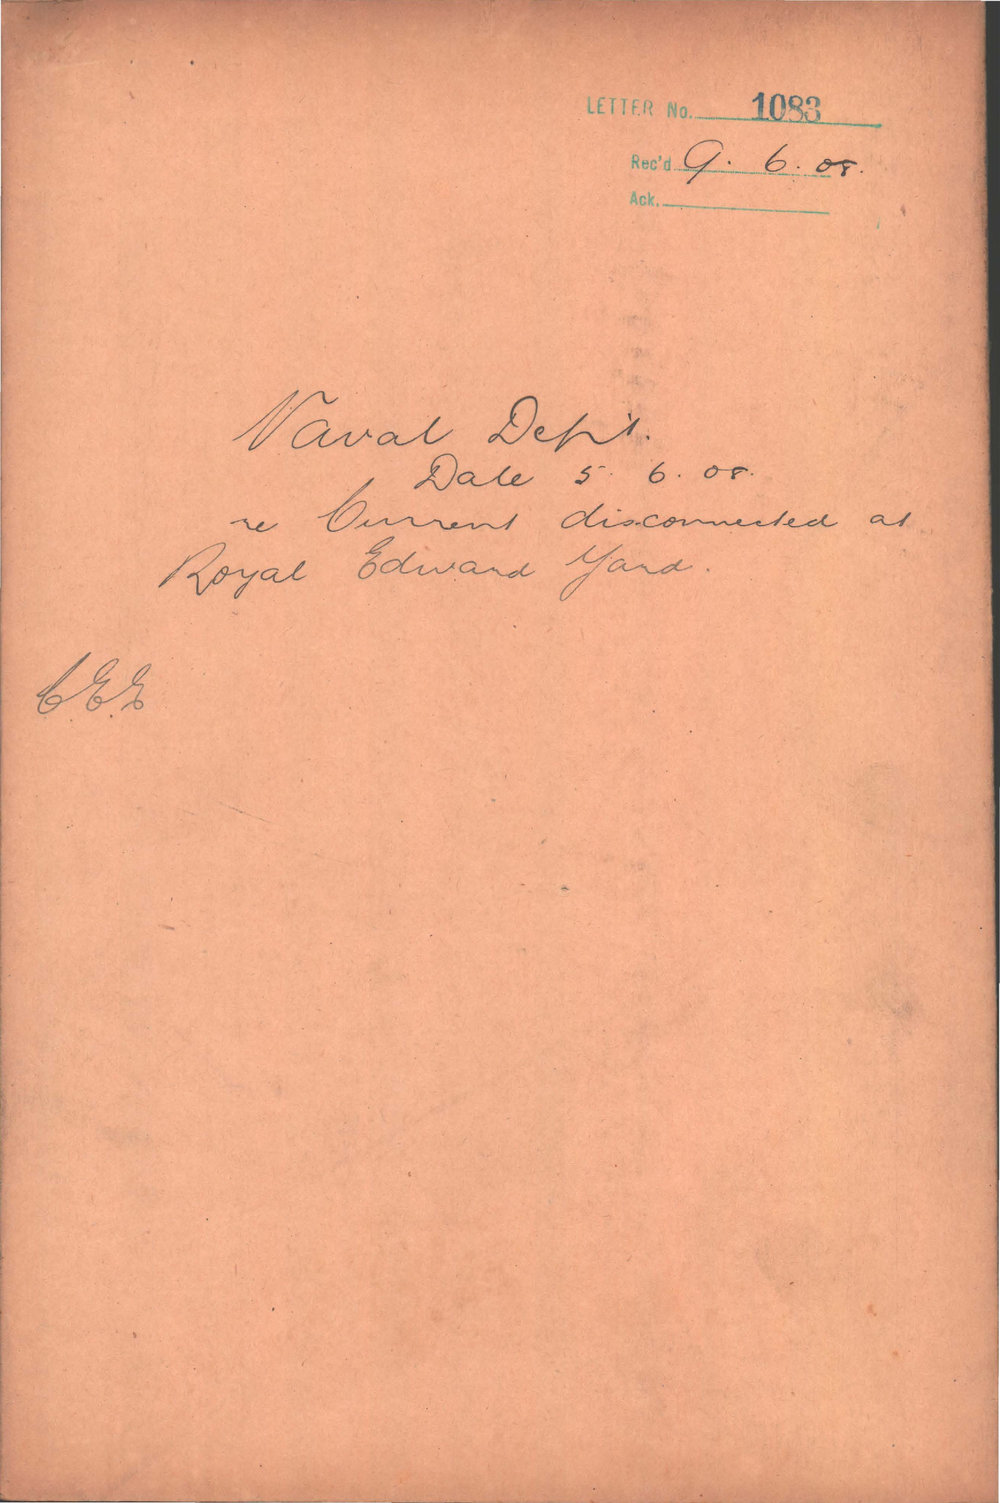 LETTER No. 1083
Rec'd 9. 6. 08.
Ack.
Naval Dept.
Date 5. 6. 08.
re Current disconnected at
Royal Edward Yard.
C.E.E